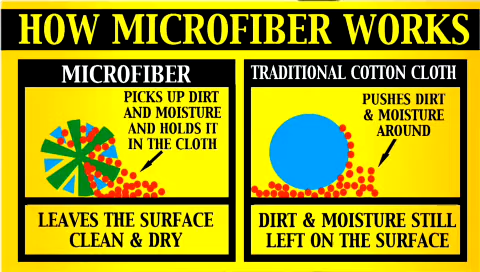 HOW MICROFIBER WORKS
MICROFIBER
PICKS UP DIRT
AND MOISTURE
AND HOLDS IT
IN THE CLOTH
LEAVES THE SURFACE
CLEAN & DRY
TRADITIONAL COTTON CLOTH
PUSHES DIRT
& MOISTURE
AROUND
DIRT & MOISTURE STILL
LEFT ON THE SURFACE